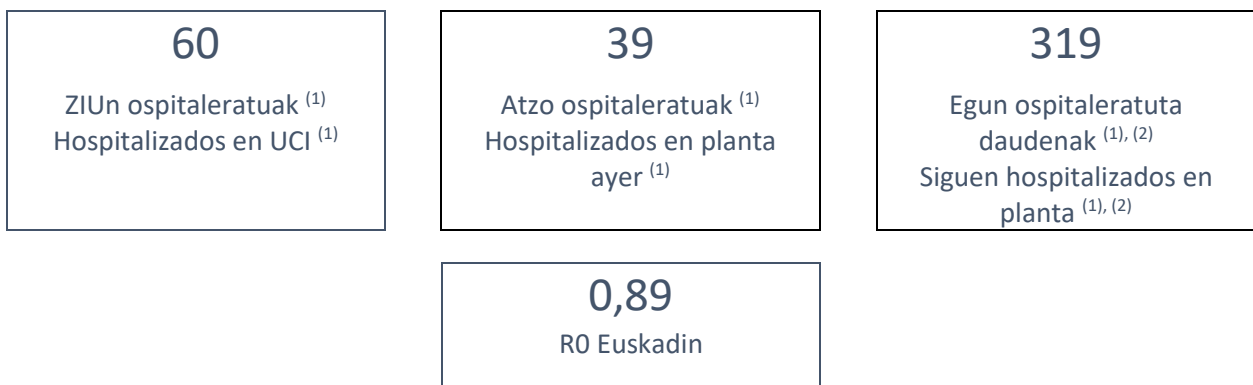 60
ZIUn ospitaleratuak (1)
Hospitalizados en UCI (1)
39
Atzo ospitaleratuak (1)
Hospitalizados en planta
ayer (1)
319
Egun ospitaleratuta
daudenak (1), (2)
Siguen hospitalizados en
planta (1), (2)
0,89
R0 Euskadin